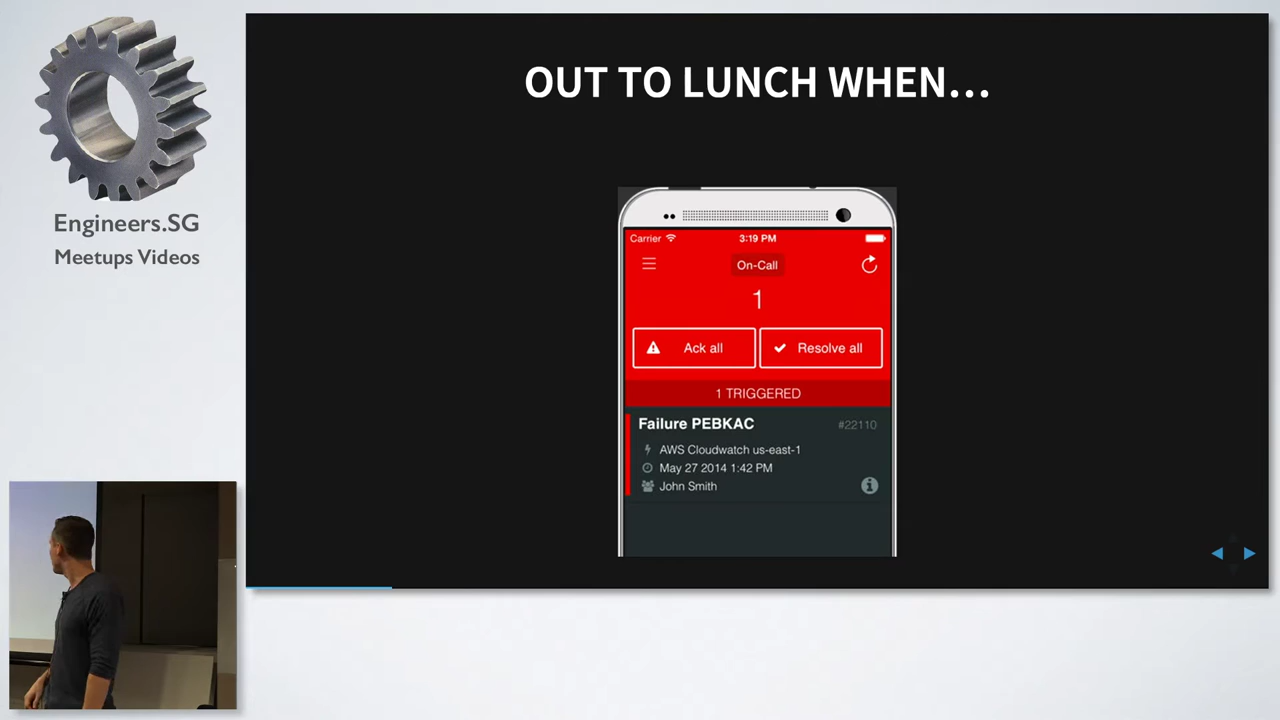 Engineers.SG
Meetups Videos
OUT TO LUNCH WHEN...
Carrier
3:19 PM
On-Call
1
Ack all
Resolve all
1 TRIGGERED
Failure PEBKAC
#22110
AWS Cloudwatch us-east-1
May 27 2014 1:42 PM
John Smith